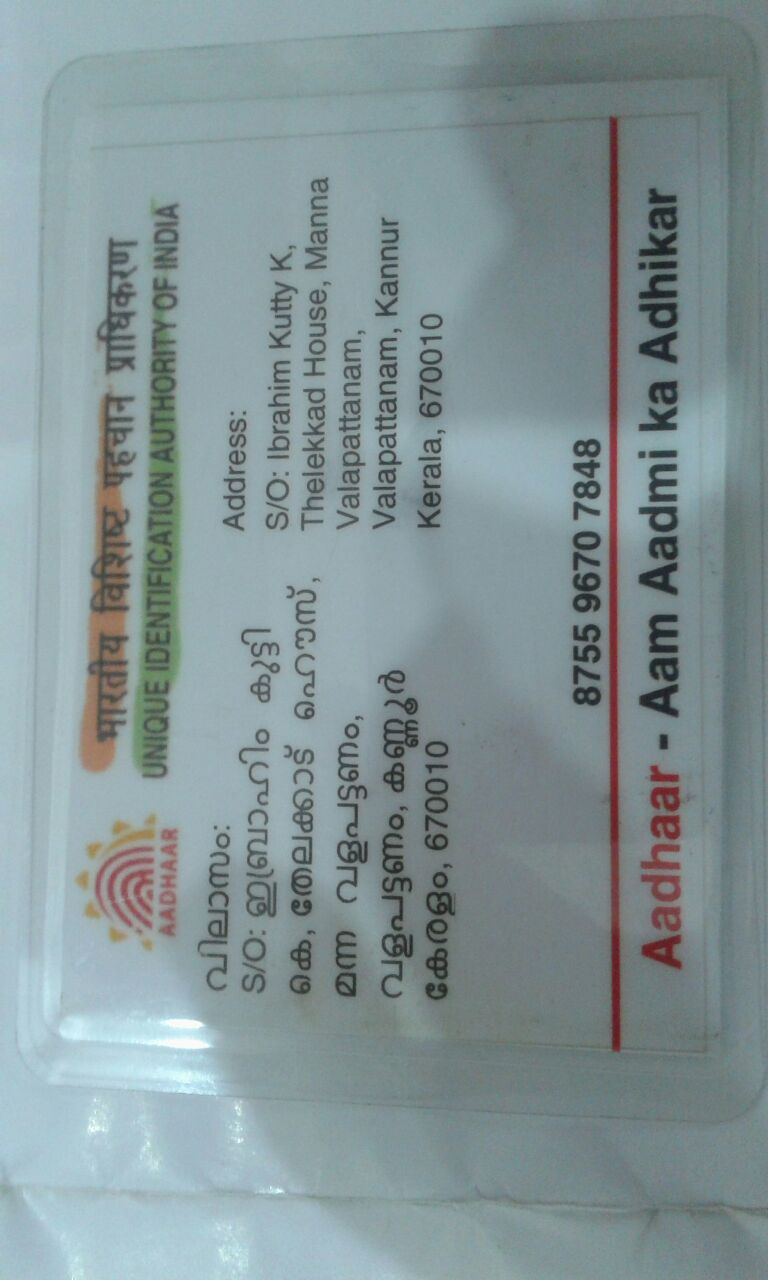 भारतीय विशिष्ट पहचान प्राधिकरण
UNIQUE IDENTIFICATION AUTHORITY OF INDIA
AADHAAR
വിലാസം:
S/O: ഇബ്രാഹിം കുട്ടി
കെ, തേലക്കാട് ഹൌസ്,
മന്ന വളപട്ടണം,
വളപട്ടണം, കണ്ണൂർ
കേരളം, 670010
Address:
S/O: Ibrahim Kutty K,
Thelekkad House, Manna
Valapattanam,
Valapattanam, Kannur
Kerala, 670010
8755 9670 7848
Aadhaar - Aam Aadmi ka Adhikar